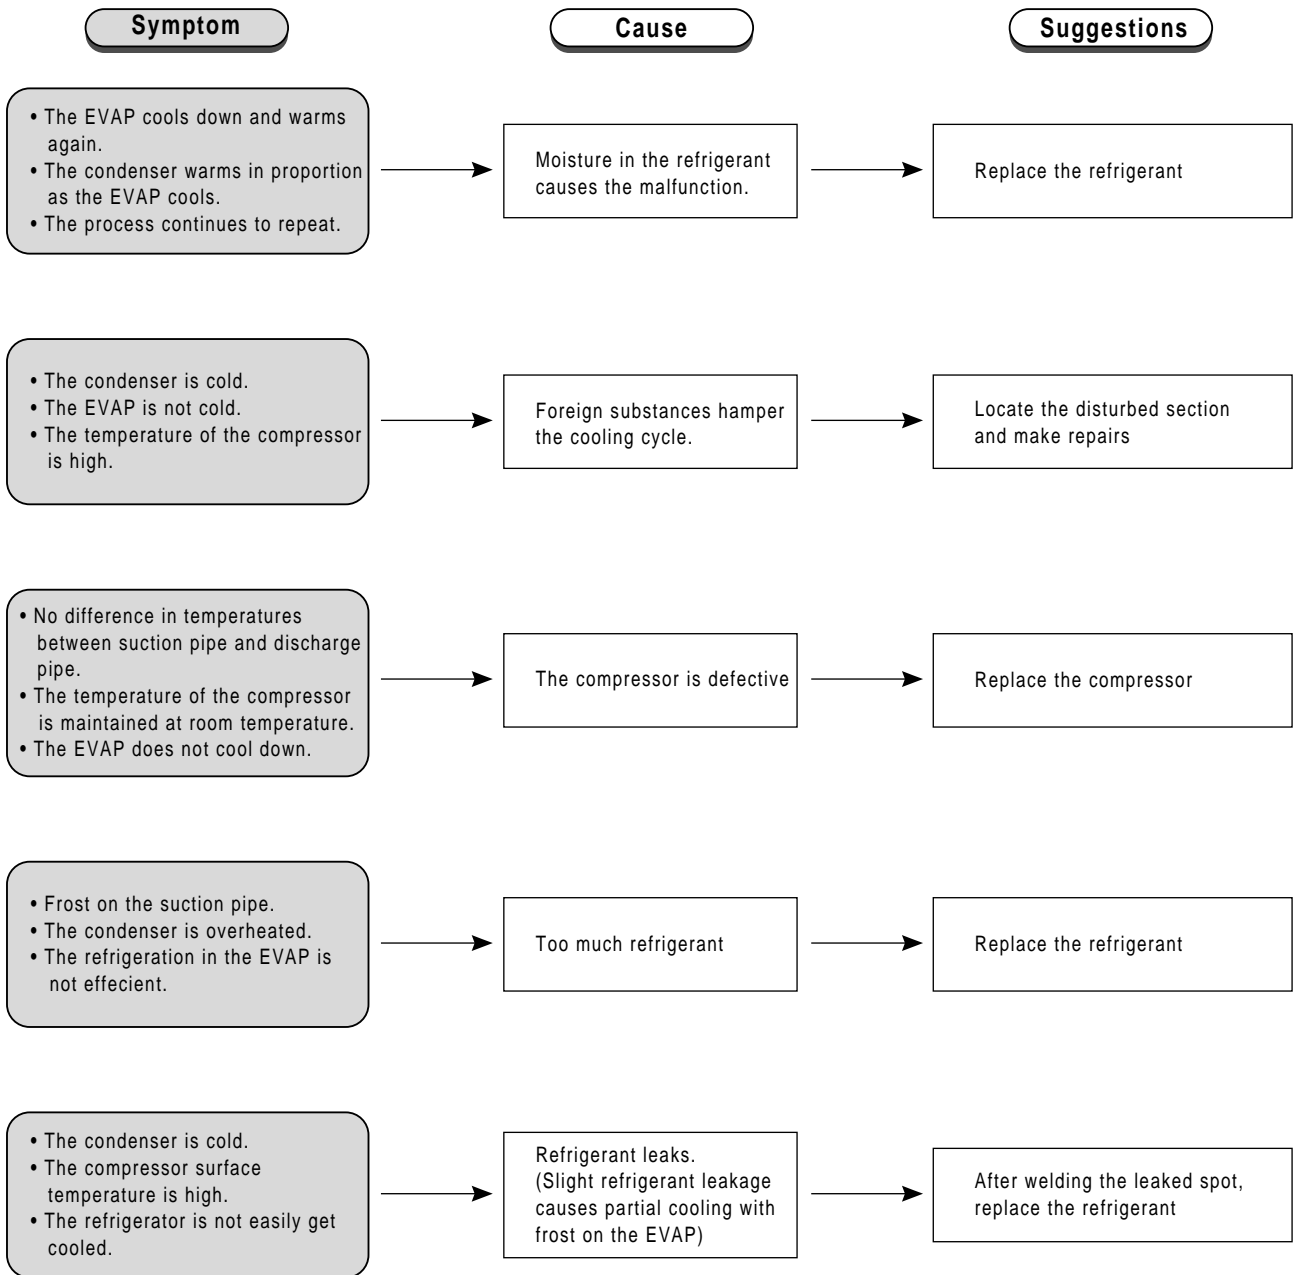 Symptom
Cause
Suggestions
• The EVAP cools down and warms
again.
• The condenser warms in proportion
as the EVAP cools.
• The process continues to repeat.
Moisture in the refrigerant
causes the malfunction.
Replace the refrigerant
• The condenser is cold.
• The EVAP is not cold.
• The temperature of the compressor
is high.
Foreign substances hamper
the cooling cycle.
Locate the disturbed section
and make repairs
• No difference in temperatures
between suction pipe and discharge
pipe.
• The temperature of the compressor
is maintained at room temperature.
• The EVAP does not cool down.
The compressor is defective
Replace the compressor
• Frost on the suction pipe.
• The condenser is overheated.
• The refrigeration in the EVAP is
not effecient.
Too much refrigerant
Replace the refrigerant
• The condenser is cold.
• The compressor surface
temperature is high.
• The refrigerator is not easily get
cooled.
Refrigerant leaks.
(Slight refrigerant leakage
causes partial cooling with
frost on the EVAP)
After welding the leaked spot,
replace the refrigerant